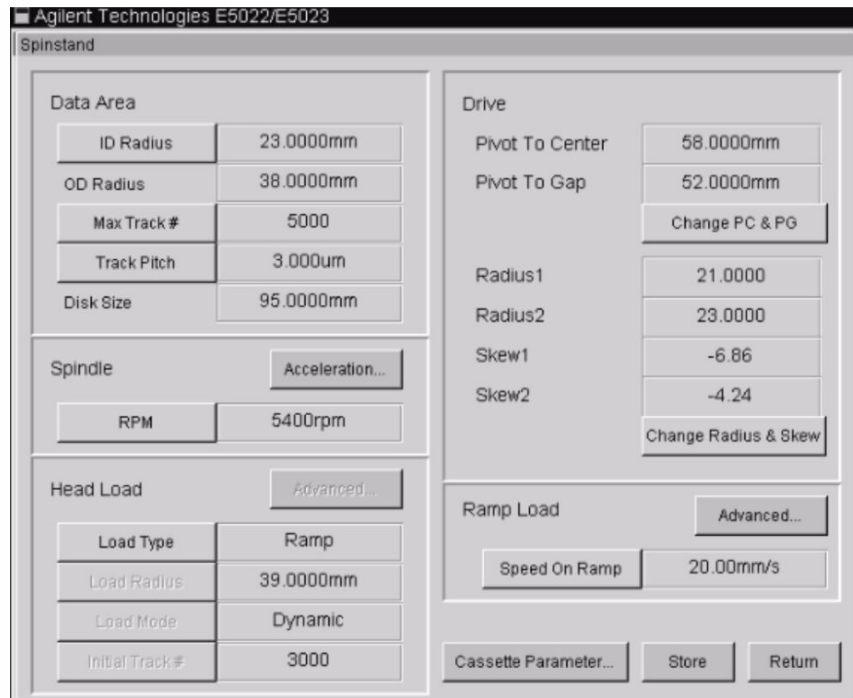 Agilent Technologies E5022/E5023
Spinstand
Data Area
ID Radius 23.0000mm
OD Radius 38.0000mm
Max Track # 5000
Track Pitch 3.000um
Disk Size 95.0000mm
Spindle Acceleration...
RPM 5400rpm
Head Load Advanced...
Load Type Ramp
Load Radius 39.0000mm
Load Mode Dynamic
Initial Track # 3000
Drive
Pivot To Center 58.0000mm
Pivot To Gap 52.0000mm
Change PC & PG
Radius1 21.0000
Radius2 23.0000
Skew1 -6.86
Skew2 -4.24
Change Radius & Skew
Ramp Load Advanced...
Speed On Ramp 20.00mm/s
Cassette Parameter... Store Return